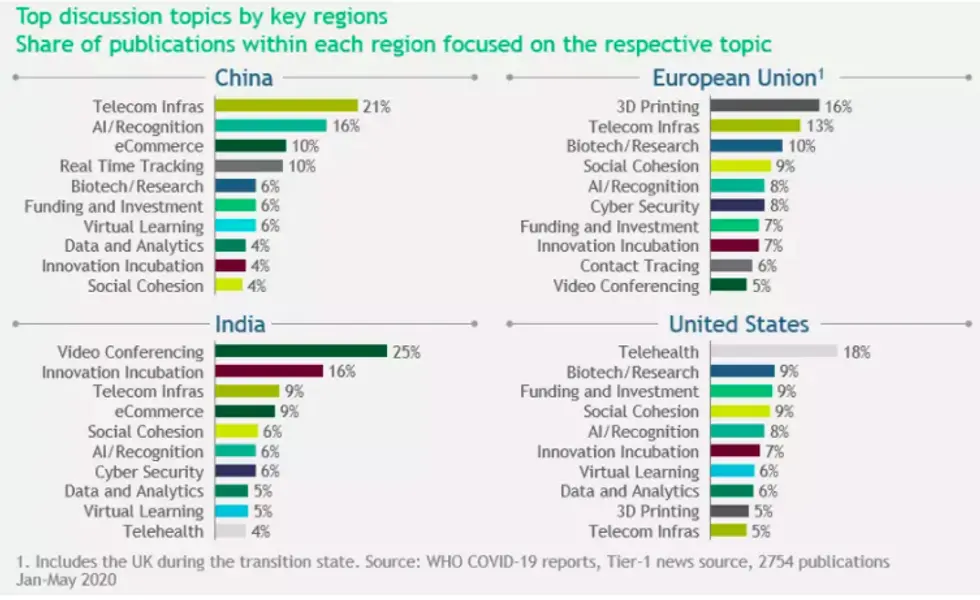 Top discussion topics by key regions
Share of publications within each region focused on the respective topic
China
Telecom Infras 21%
AI/Recognition 16%
eCommerce 10%
Real Time Tracking 10%
Biotech/Research 6%
Funding and Investment 6%
Virtual Learning 6%
Data and Analytics 4%
Innovation Incubation 4%
Social Cohesion 4%
European Union¹
3D Printing 16%
Telecom Infras 13%
Biotech/Research 10%
Social Cohesion 9%
AI/Recognition 8%
Cyber Security 8%
Funding and Investment 7%
Innovation Incubation 7%
Contact Tracing 6%
Video Conferencing 5%
India
Video Conferencing 25%
Innovation Incubation 16%
Telecom Infras 9%
eCommerce 9%
Social Cohesion 6%
AI/Recognition 6%
Cyber Security 6%
Data and Analytics 5%
Virtual Learning 5%
Telehealth 4%
United States
Telehealth 18%
Biotech/Research 9%
Funding and Investment 9%
Social Cohesion 9%
AI/Recognition 8%
Innovation Incubation 7%
Virtual Learning 6%
Data and Analytics 6%
3D Printing 5%
Telecom Infras 5%
1. Includes the UK during the transition state. Source: WHO COVID-19 reports, Tier-1 news source, 2754 publications
Jan-May 2020